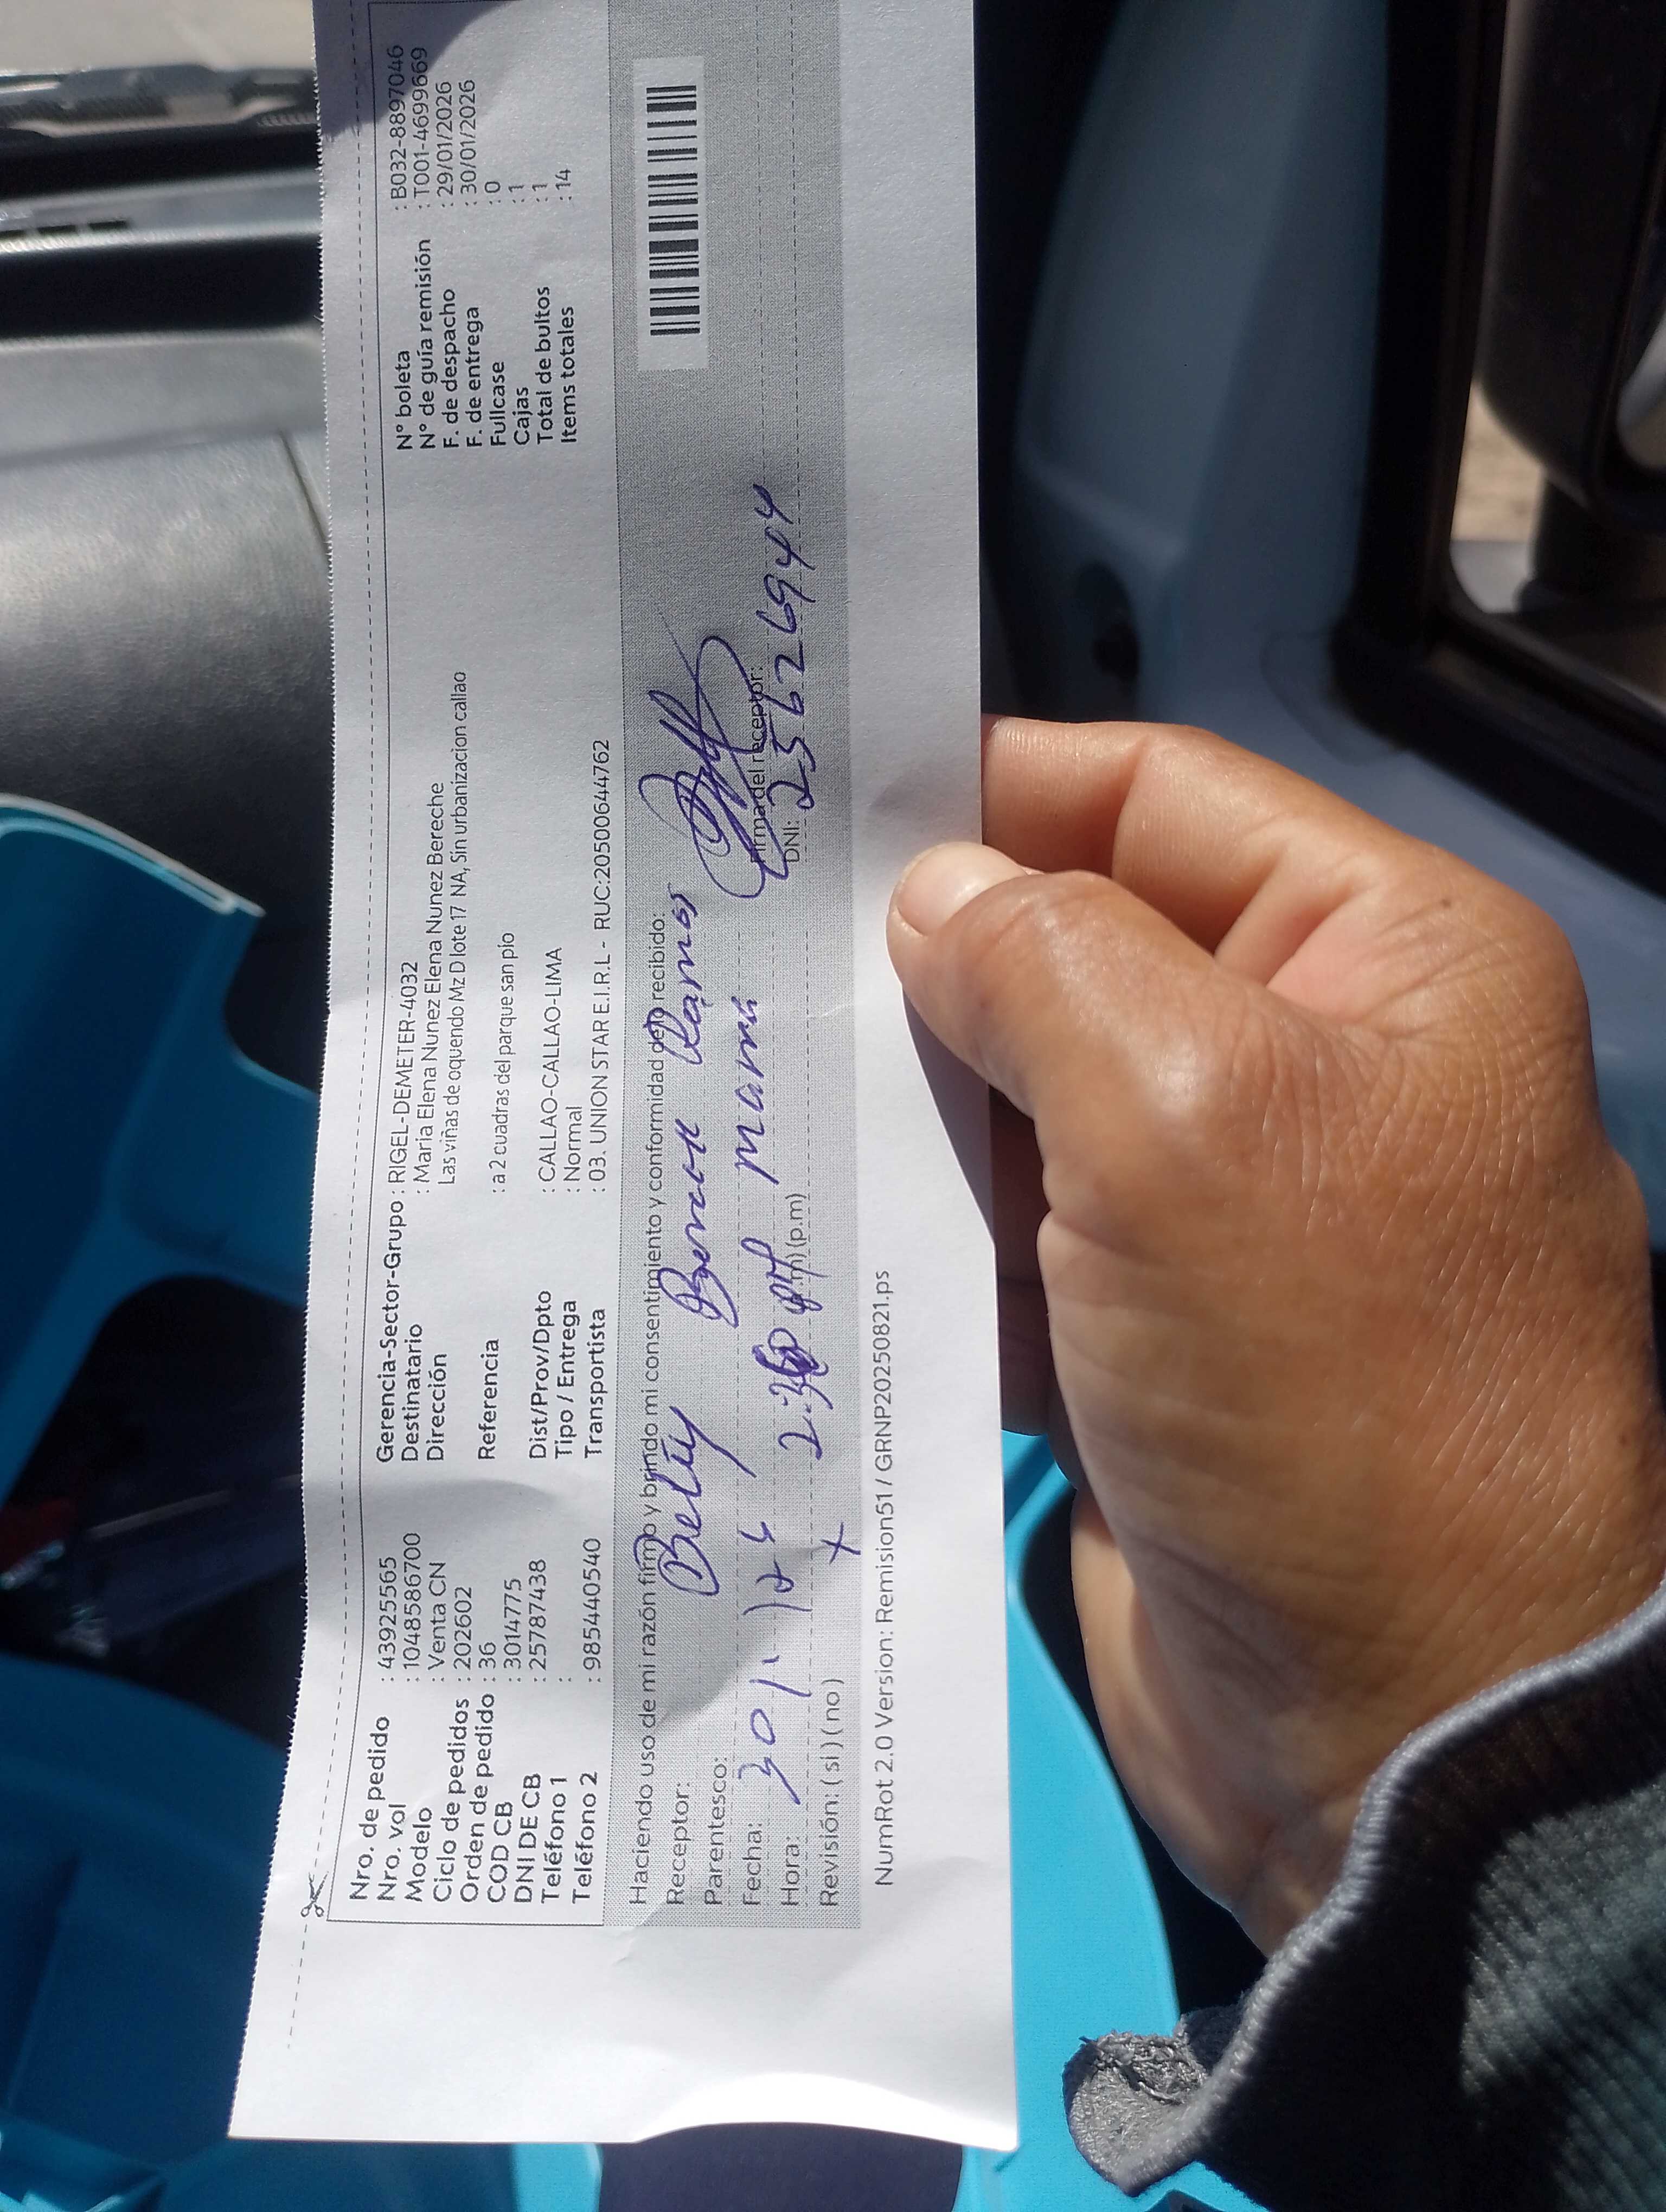 Nro. de pedido : 43925565
Nro. vol : 1048586700
Modelo : Venta CN
Ciclo de pedidos : 202602
Orden de pedido : 36
COD CB : 3014775
DNI DE CB : 25787438
Teléfono 1 :
Teléfono 2 : 985440540
Gerencia-Sector-Grupo : RIGEL-DEMETER-4032
Destinatario : Maria Elena Nunez Elena Nunez Bereche
Dirección Las viñas de oquendo Mz D lote 17 NA, Sin urbanizacion callao
Referencia : a 2 cuadras del parque san pio
Dist/Prov/Dpto : CALLAO-CALLAO-LIMA
Tipo / Entrega : Normal
Transportista : 03. UNION STAR E.I.R.L - RUC:20500644762
N° boleta : B032-8897046
N° de guía remisión : T001-4699669
F. de despacho : 29/01/2026
F. de entrega : 30/01/2026
Fullcase : 0
Cajas : 1
Total de bultos : 1
Items totales : 14
Haciendo uso de mi razón firmo y brindo mi consentimiento y conformidad de lo recibido:
Receptor: Ramos
Parentesco: mamá
Fecha: 30/1
Hora: (p.m)
Revisión: ( si ) ( no ) x
Firma del receptor:
DNI: 25626944
NumRot 2.0 Version: Remision51 / GRNP20250821.ps